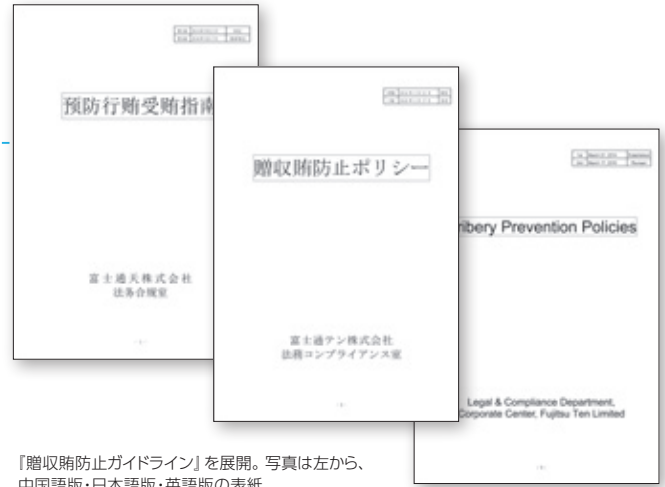 预防行贿受贿指南
富士通天株式会社
法务合规室
贈収賄防止ポリシー
富士通テン株式会社
法務コンプライアンス室
ribery Prevention Policies
Legal & Compliance Department,
Corporate Center, Fujitsu Ten Limited
『贈収賄防止ガイドライン』を展開。写真は左から、
中国語版・日本語版・英語版の表紙